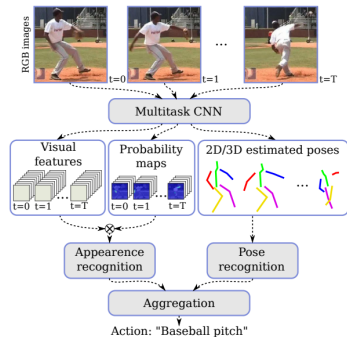 RGB images
t=0
t=1
...
t=T
Multitask CNN
Visual
features
t=0
t=1
...
t=T
Probability
maps
t=0
t=1
...
t=T
2D/3D estimated poses
...
Appearence
recognition
Pose
recognition
Aggregation
Action: "Baseball pitch"